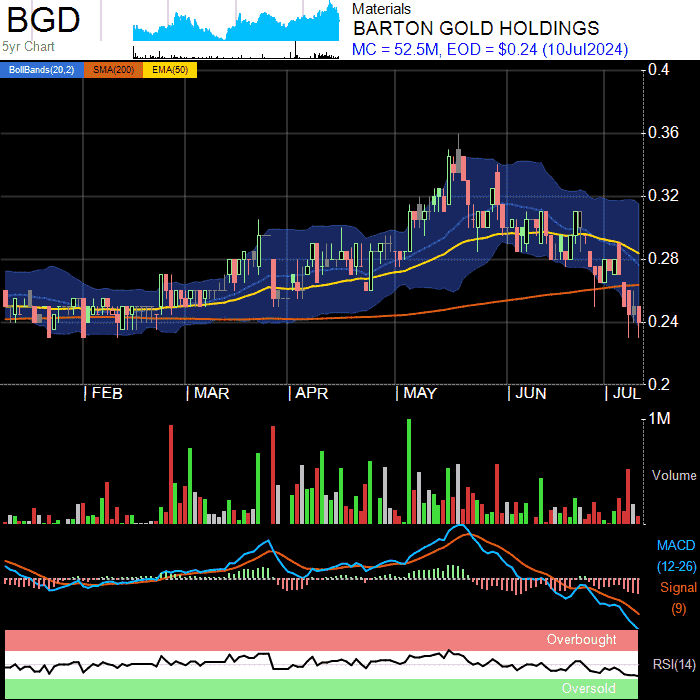 BGD
5yr Chart
Materials
BARTON GOLD HOLDINGS
MC = 52.5M, EOD = $0.24 (10Jul2024)
BollBands(20,2) SMA(200) EMA(50)
0.4
0.36
0.32
0.28
0.24
0.2
FEB MAR APR MAY JUN JUL
1M
Volume
MACD
(12-26)
Signal
(9)
Overbought
RSI(14)
Oversold